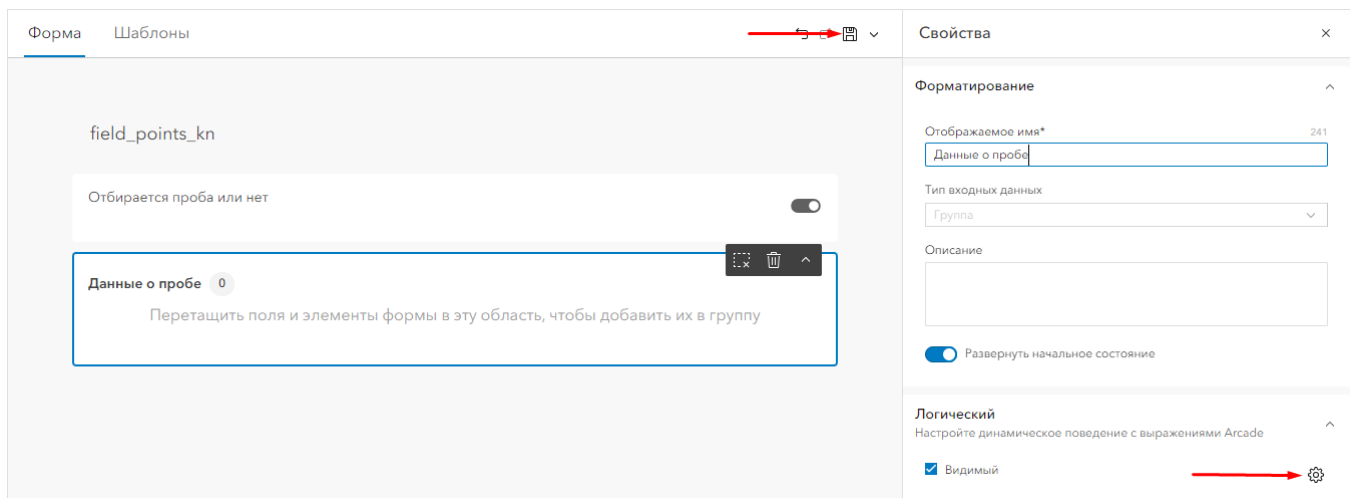 Форма
Шаблоны
Свойства
Форматирование
field_points_kn
Отображаемое имя*
241
Данные о пробе
Отбирается проба или нет
Тип входных данных
Группа
Описание
Данные о пробе
0
Перетащить поля и элементы формы в эту область, чтобы добавить их в группу
Развернуть начальное состояние
Логический
Настройте динамическое поведение с выражениями Arcade
Видимый